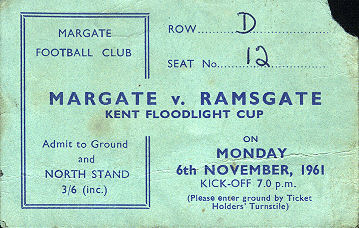 MARGATE
FOOTBALL CLUB
ROW.....D.....
SEAT No.....12.....
MARGATE v. RAMSGATE
KENT FLOODLIGHT CUP
Admit to Ground
and
NORTH STAND
3/6 (inc.)
ON
MONDAY
6th NOVEMBER, 1961
KICK-OFF 7.0 p.m.
(Please enter ground by Ticket
Holders' Turnstile)